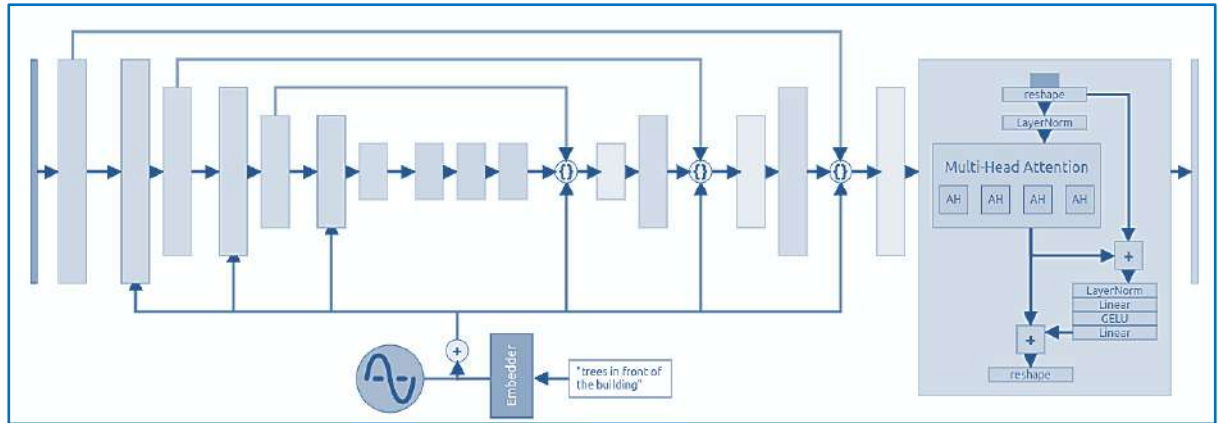 reshape
LayerNorm
Multi-Head Attention
AH AH AH AH
{} {} {}
+
LayerNorm
Linear
GELU
Linear
+
reshape
+
Embedder
"trees in front of
the building"